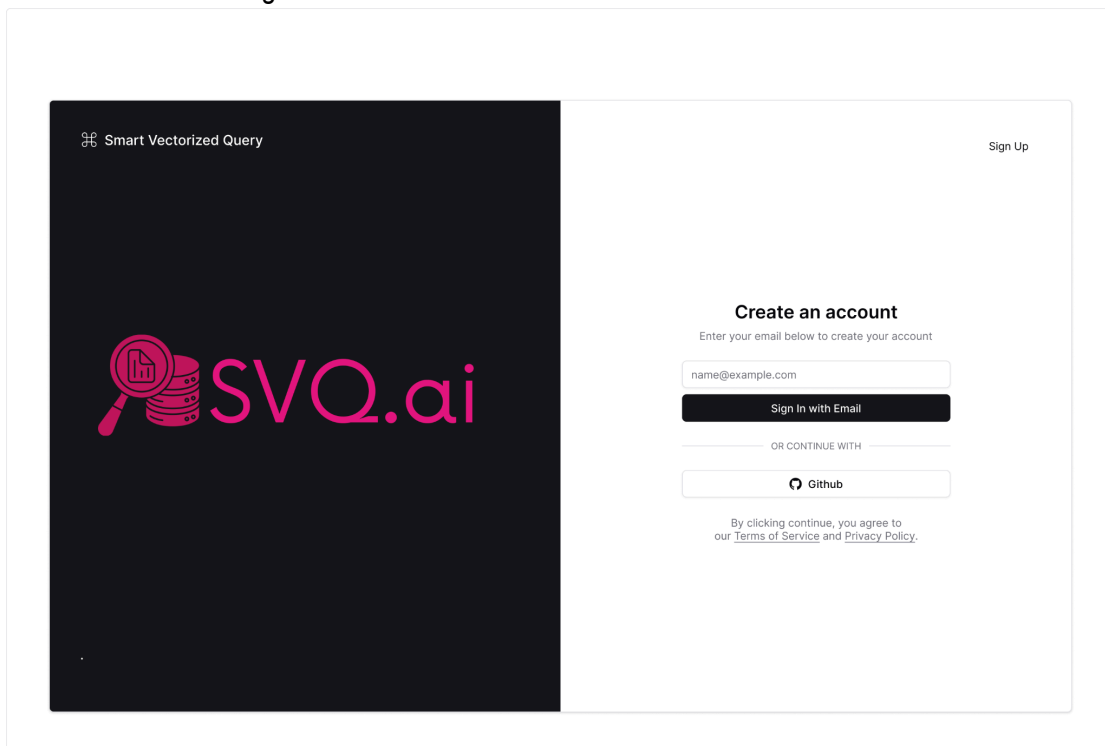 Smart Vectorized Query
Sign Up
SVQ.ai
Create an account
Enter your email below to create your account
name@example.com
Sign In with Email
OR CONTINUE WITH
Github
By clicking continue, you agree to
our Terms of Service and Privacy Policy.
.